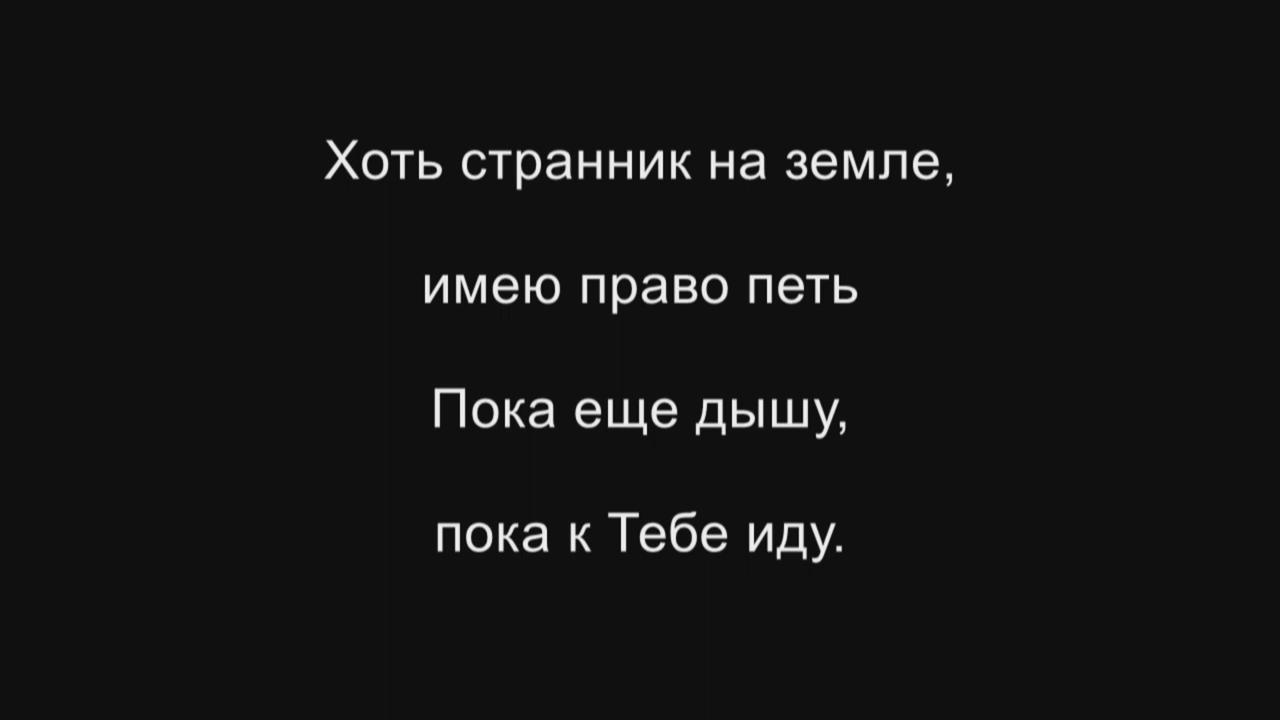 Хоть странник на земле,
имею право петь
Пока еще дышу,
пока к Тебе иду.